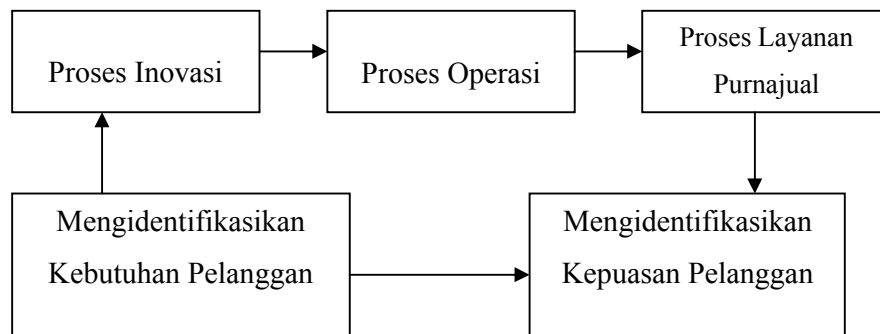 Proses Inovasi
Proses Operasi
Proses Layanan
Purnajual
Mengidentifikasikan
Kebutuhan Pelanggan
Mengidentifikasikan
Kepuasan Pelanggan